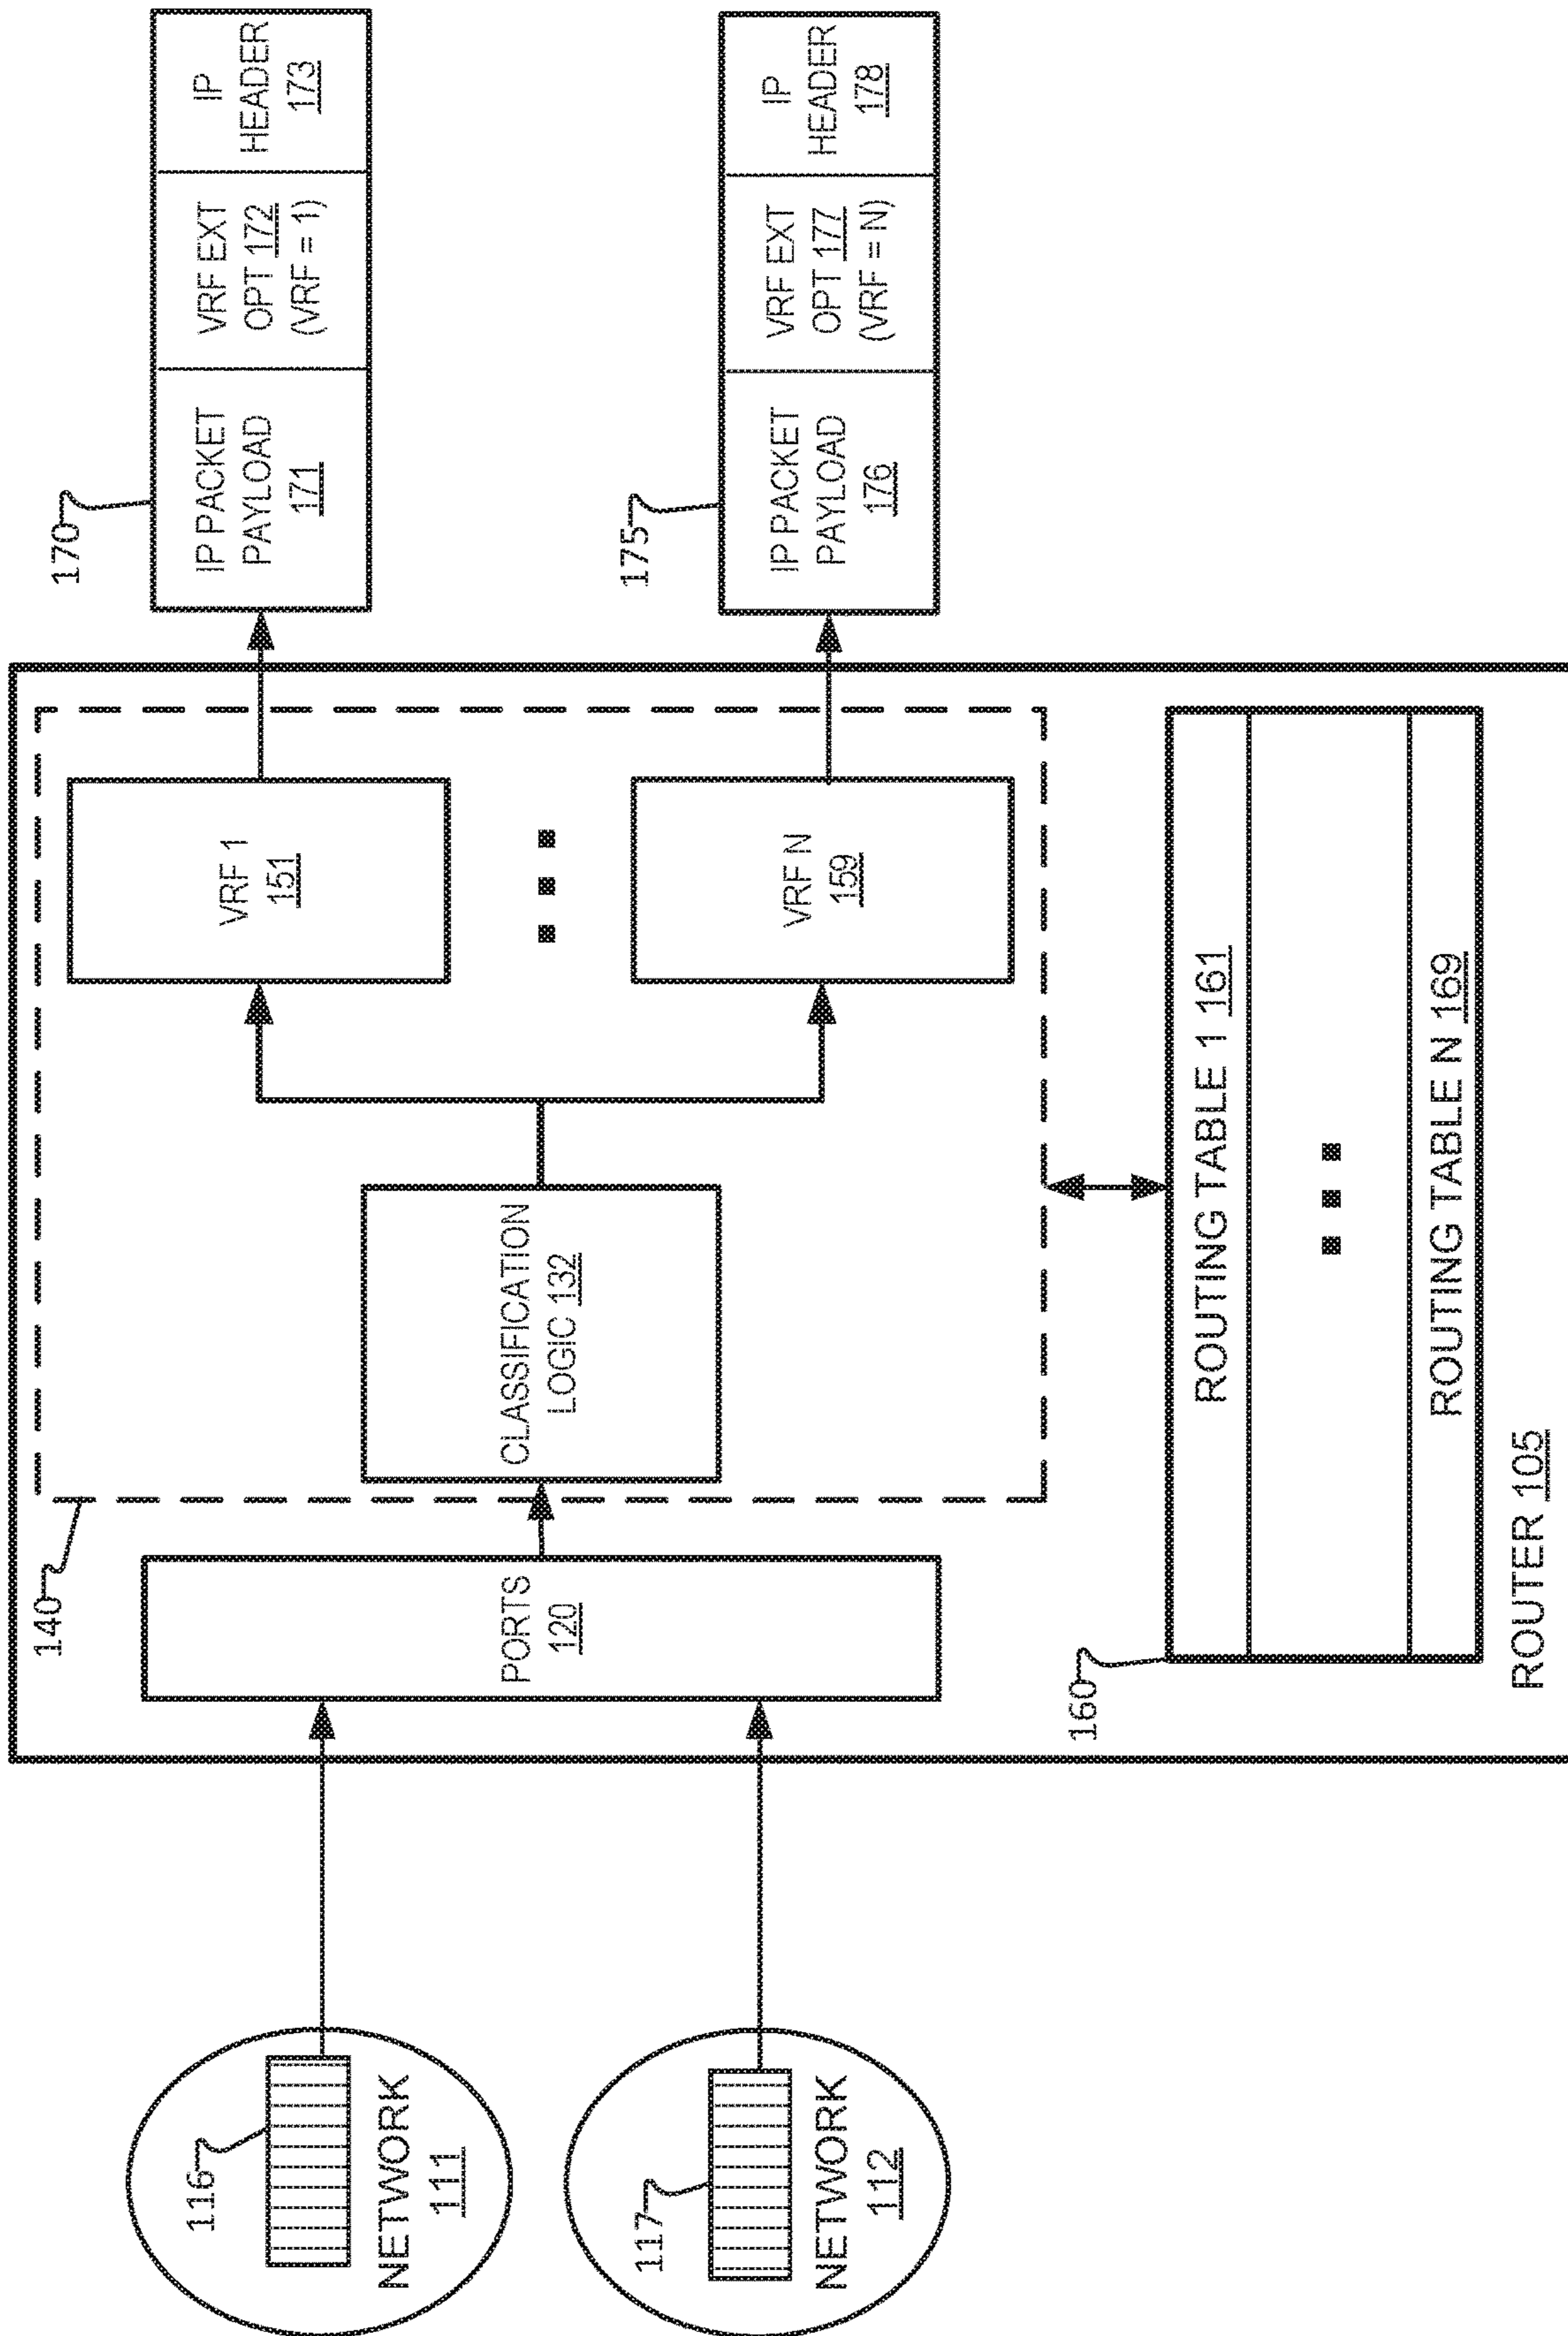 116
NETWORK
111
117
NETWORK
112
140
PORTS
120
CLASSIFICATION
LOGIC 132
VRF 1
151
VRF N
159
160
ROUTING TABLE 1 161
ROUTING TABLE N 169
ROUTER 105
170
IP PACKET
PAYLOAD
171
VRF EXT
OPT 172
(VRF = 1)
IP
HEADER
173
175
IP PACKET
PAYLOAD
176
VRF EXT
OPT 177
(VRF = N)
IP
HEADER
178